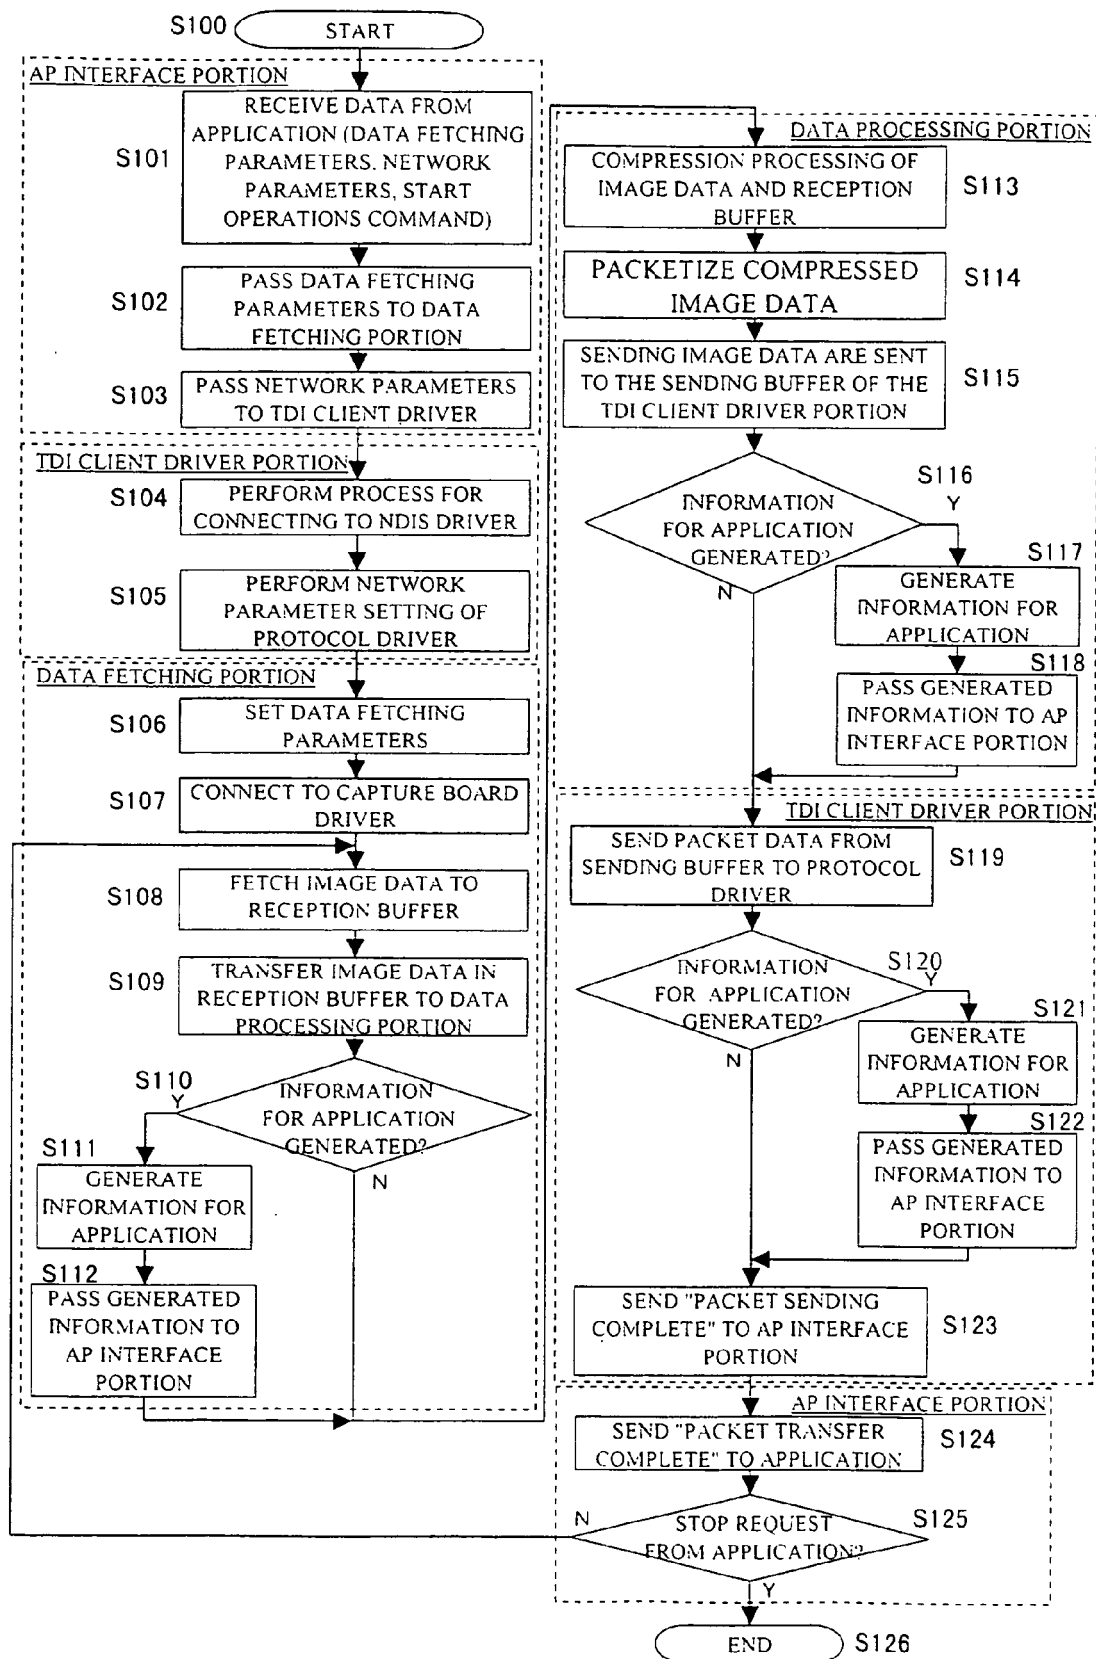 S100
START
AP INTERFACE PORTION
S101
RECEIVE DATA FROM
APPLICATION (DATA FETCHING
PARAMETERS. NETWORK
PARAMETERS, START
OPERATIONS COMMAND)
S102
PASS DATA FETCHING
PARAMETERS TO DATA
FETCHING PORTION
S103
PASS NETWORK PARAMETERS
TO TDI CLIENT DRIVER
TDI CLIENT DRIVER PORTION
S104
PERFORM PROCESS FOR
CONNECTING TO NDIS DRIVER
S105
PERFORM NETWORK
PARAMETER SETTING OF
PROTOCOL DRIVER
DATA FETCHING PORTION
S106
SET DATA FETCHING
PARAMETERS
S107
CONNECT TO CAPTURE BOARD
DRIVER
S108
FETCH IMAGE DATA TO
RECEPTION BUFFER
S109
TRANSFER IMAGE DATA IN
RECEPTION BUFFER TO DATA
PROCESSING PORTION
S110
Y
INFORMATION
FOR APPLICATION
GENERATED?
N
S111
GENERATE
INFORMATION FOR
APPLICATION
S112
PASS GENERATED
INFORMATION TO
AP INTERFACE
PORTION
DATA PROCESSING PORTION
COMPRESSION PROCESSING OF
IMAGE DATA AND RECEPTION
BUFFER
S113
PACKETIZE COMPRESSED
IMAGE DATA
S114
SENDING IMAGE DATA ARE SENT
TO THE SENDING BUFFER OF THE
TDI CLIENT DRIVER PORTION
S115
S116
Y
INFORMATION
FOR APPLICATION
GENERATED?
N
S117
GENERATE
INFORMATION FOR
APPLICATION
S118
PASS GENERATED
INFORMATION TO AP
INTERFACE PORTION
TDI CLIENT DRIVER PORTION
SEND PACKET DATA FROM
SENDING BUFFER TO PROTOCOL
DRIVER
S119
S120
Y
INFORMATION
FOR APPLICATION
GENERATED?
N
S121
GENERATE
INFORMATION FOR
APPLICATION
S122
PASS GENERATED
INFORMATION TO
AP INTERFACE
PORTION
SEND "PACKET SENDING
COMPLETE" TO AP INTERFACE
PORTION
S123
AP INTERFACE PORTION
SEND "PACKET TRANSFER
COMPLETE" TO APPLICATION
S124
N
STOP REQUEST
FROM APPLICATION?
S125
Y
END
S126